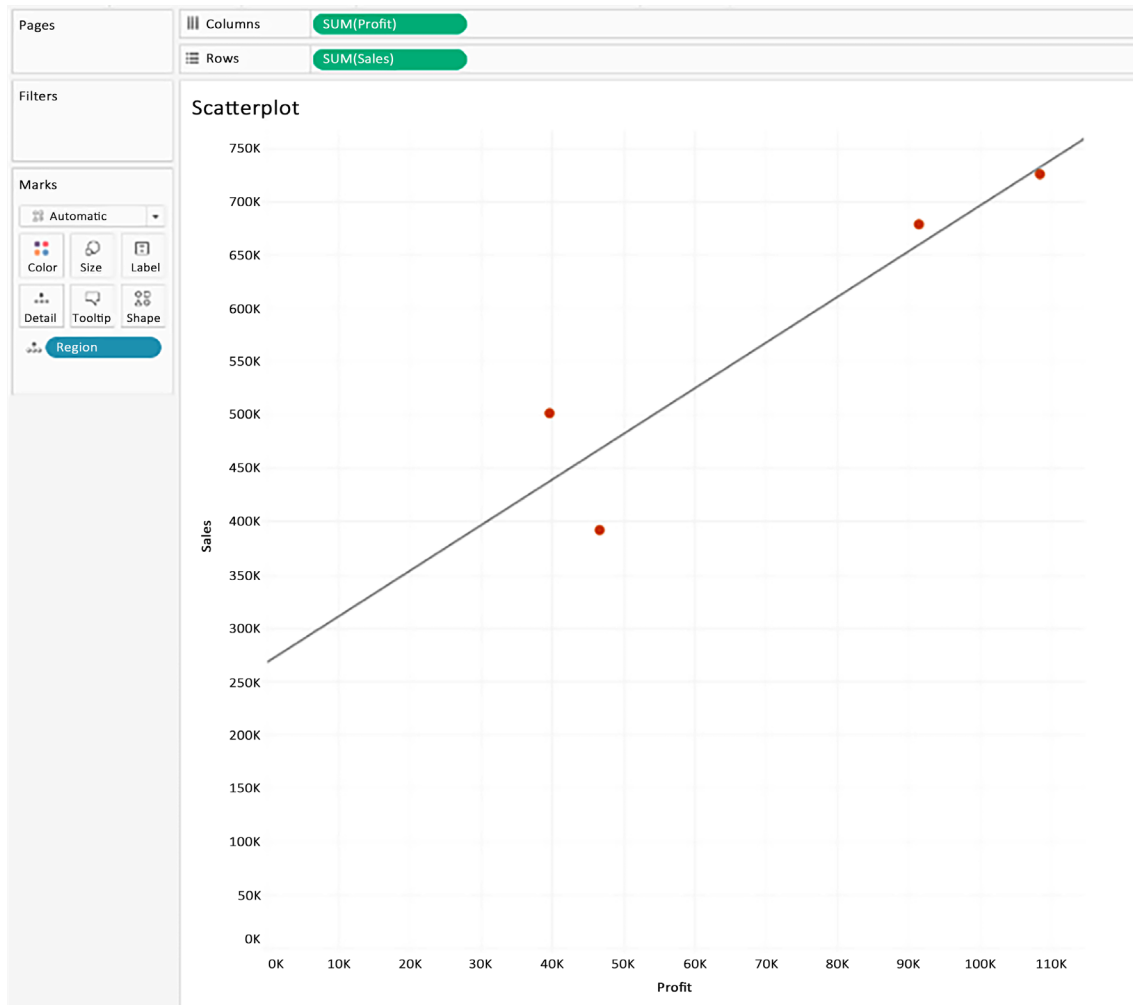 Pages
Columns
SUM(Profit)
Rows
SUM(Sales)
Filters
Marks
Automatic
Color Size Label
Detail Tooltip Shape
Region
Scatterplot
750K
700K
650K
600K
550K
500K
450K
400K
350K
300K
250K
200K
150K
100K
50K
0K
Sales
0K 10K 20K 30K 40K 50K 60K 70K 80K 90K 100K 110K
Profit